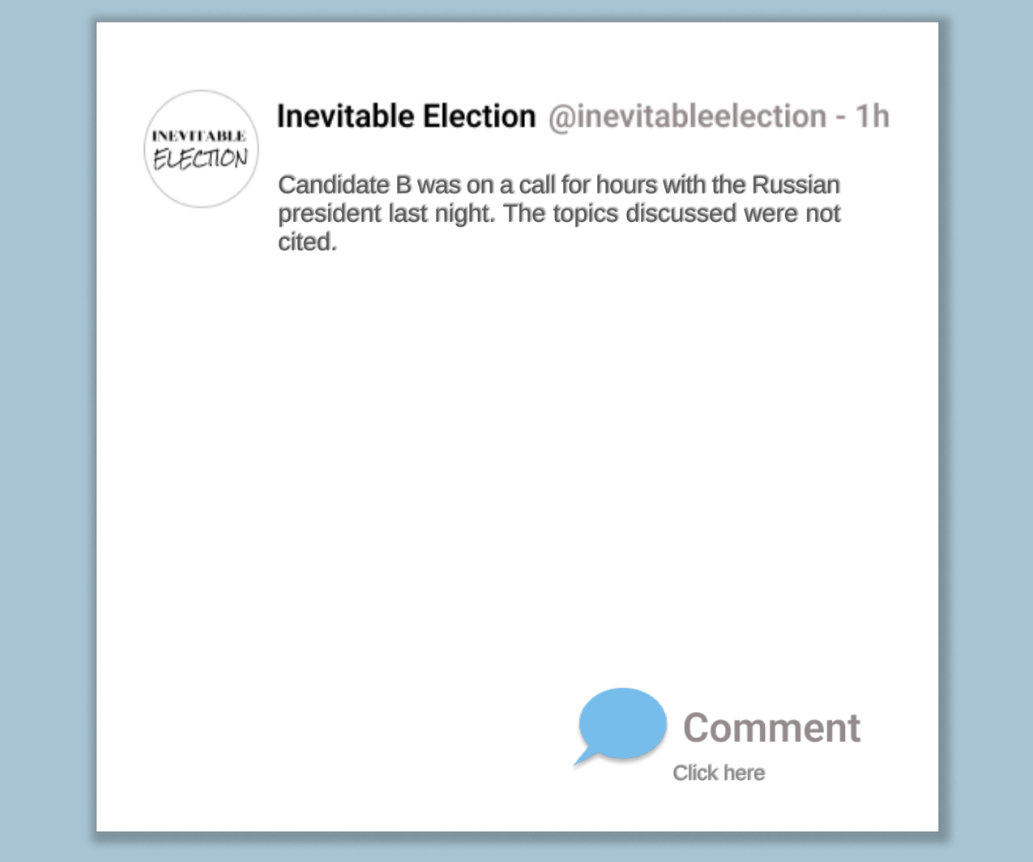 INEVITABLE
ELECTION
Inevitable Election @inevitableelection - 1h
Candidate B was on a call for hours with the Russian
president last night. The topics discussed were not
cited.
Comment
Click here